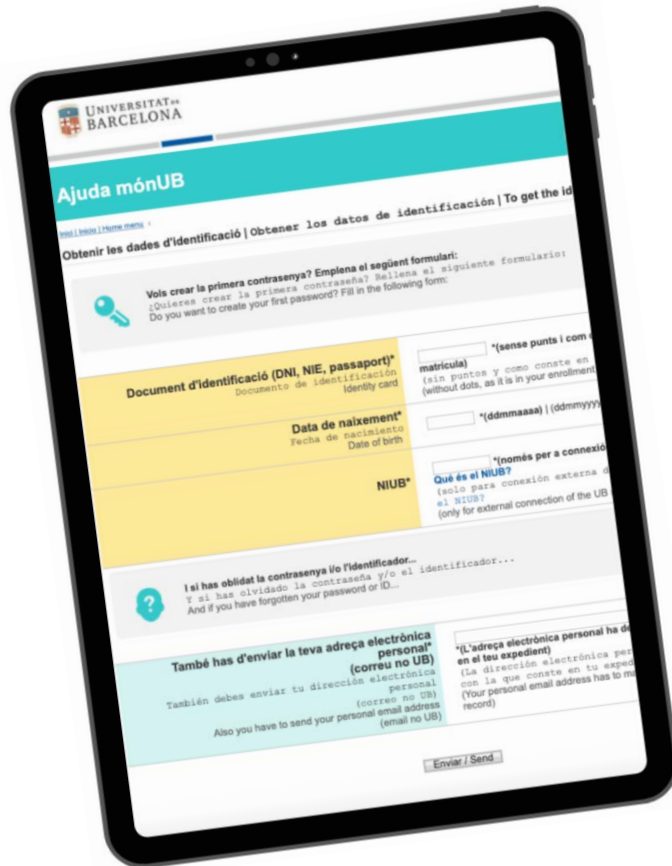 UNIVERSITAT DE
BARCELONA
Ajuda mónUB
Inici | Inicio | Home menu
Obtenir les dades d'identificació | Obtener los datos de identificación | To get the id
Vols crear la primera contrasenya? Emplena el següent formulari:
¿Quieres crear la primera contraseña? Rellena el siguiente formulario:
Do you want to create your first password? Fill in the following form:
Document d'identificació (DNI, NIE, passaport)*
Documento de identificación
Identity card
*(sense punts i com
matrícula)
(sin puntos y como conste en
(without dots, as it is in your enrollment
Data de naixement*
Fecha de nacimiento
Date of birth
*(ddmmaaaa) | (ddmmyyyy
NIUB*
*(només per a connexió
Qué és el NIUB?
(solo para conexión externa d
el NIUB?
(only for external connection of the UB
I si has oblidat la contrasenya i/o l'identificador...
Y si has olvidado la contraseña y/o el identificador...
And if you have forgotten your password or ID...
També has d'enviar la teva adreça electrònica
personal*
(correu no UB)
También debes enviar tu dirección electrónica
personal
(correo no UB)
Also you have to send your personal email address
(email no UB)
*(L'adreça electrònica personal ha de
en el teu expedient)
(La dirección electrónica per
con la que conste en tu exped
(Your personal email address has to ma
record)
Enviar / Send